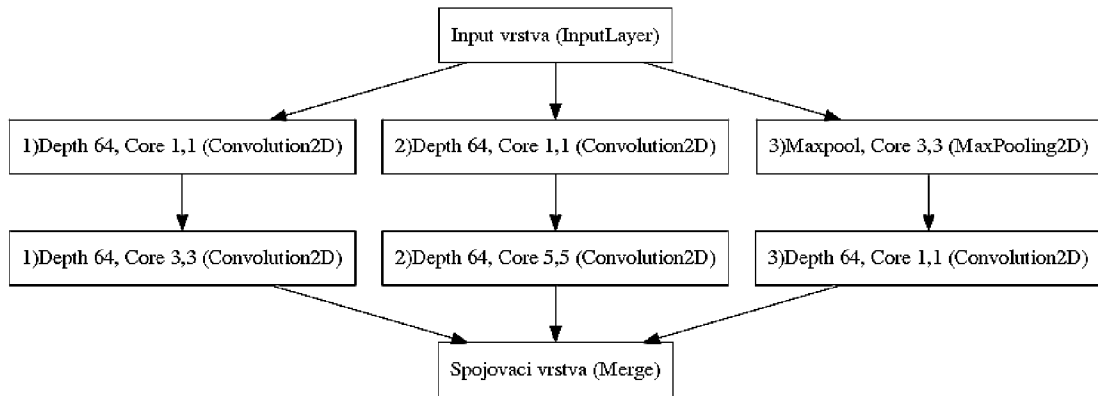 Input vrstva (InputLayer)
1)Depth 64, Core 1,1 (Convolution2D)
2)Depth 64, Core 1,1 (Convolution2D)
3)Maxpool, Core 3,3 (MaxPooling2D)
1)Depth 64, Core 3,3 (Convolution2D)
2)Depth 64, Core 5,5 (Convolution2D)
3)Depth 64, Core 1,1 (Convolution2D)
Spojovaci vrstva (Merge)